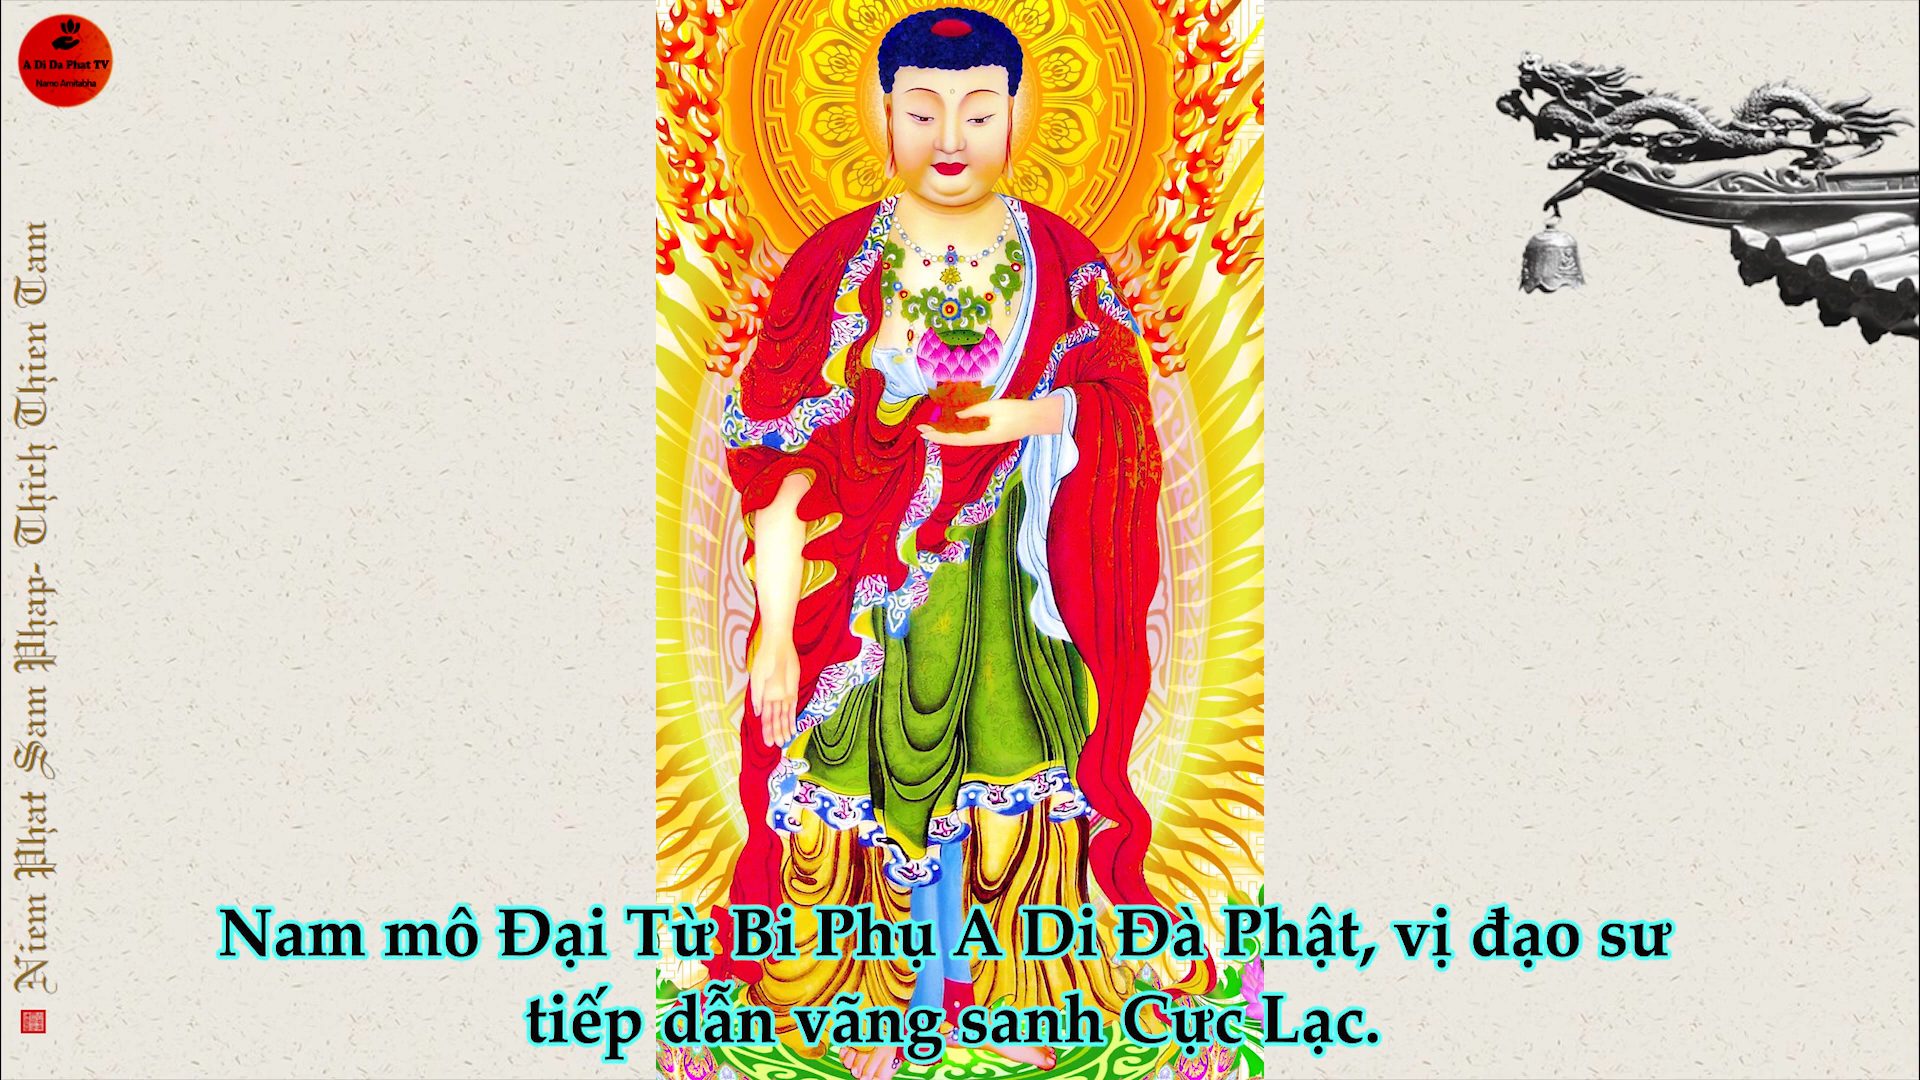 A Di Da Phat TV
Namo Amitabha
Niem Phat Sam Phap- Thich Thien Tam
Nam mô Đại Từ Bi Phụ A Di Đà Phật, vị đạo sư
tiếp dẫn vãng sanh Cực Lạc.